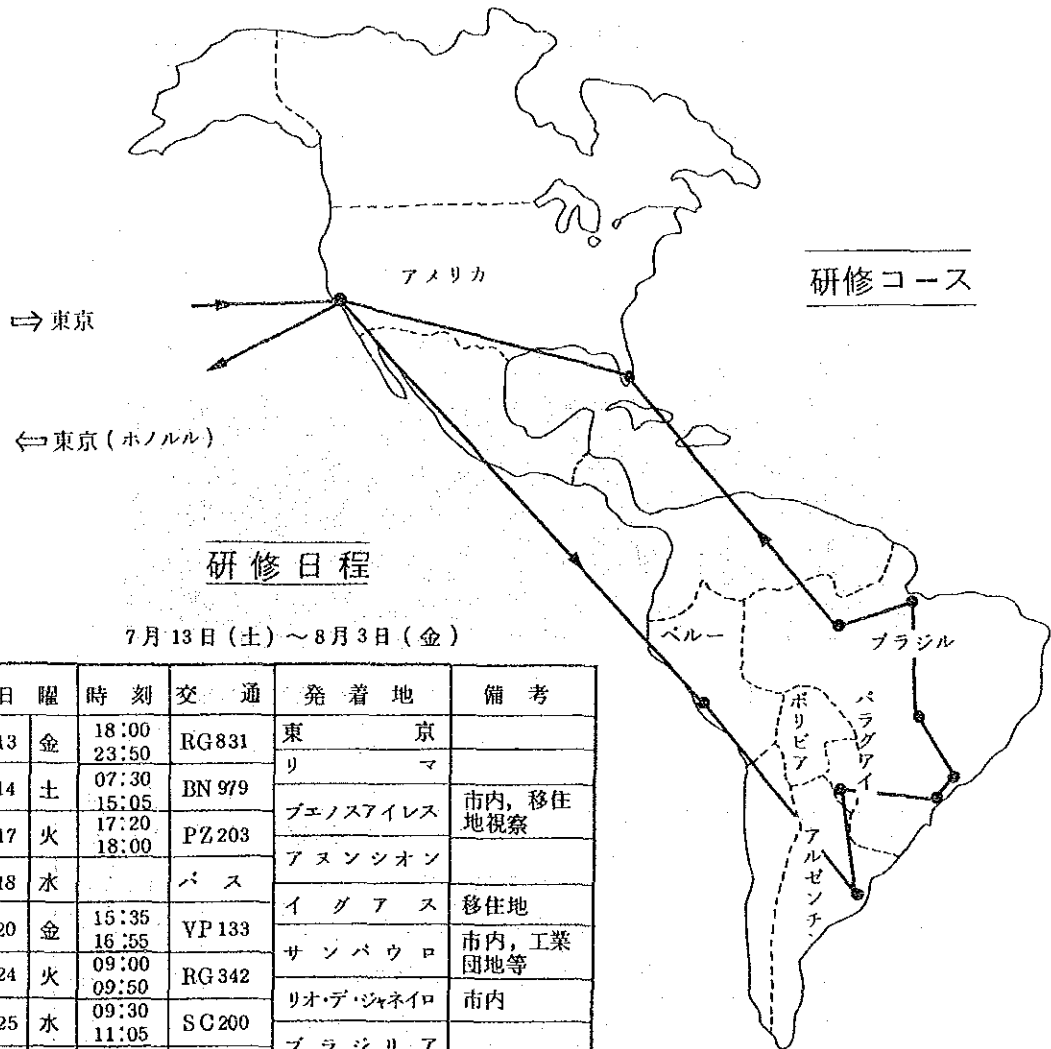 アメリカ
研修コース
⇨ 東京
⇦ 東京(ホノルル)
研修日程
7月13日(土)~8月3日(金)
ペルー
ブラジル
ボリビア
パラグアイ
アルゼンチ
日 曜 時刻 交通 発着地 備考
13 金 18:00 23:50 RG831 東京
リマ
14 土 07:30 15:05 BN 979
ブエノスアイレス 市内,移住地視察
17 火 17:20 18:00 PZ203
アヌンシオン
18 水 バス
イグアス 移住地
20 金 15:35 16:55 VP133
サンパウロ 市内,工業団地等
24 火 09:00 09:50 RG342
リオ・デ・ジャネイロ 市内
25 水 09:30 11:05 SC200
ブラジリア